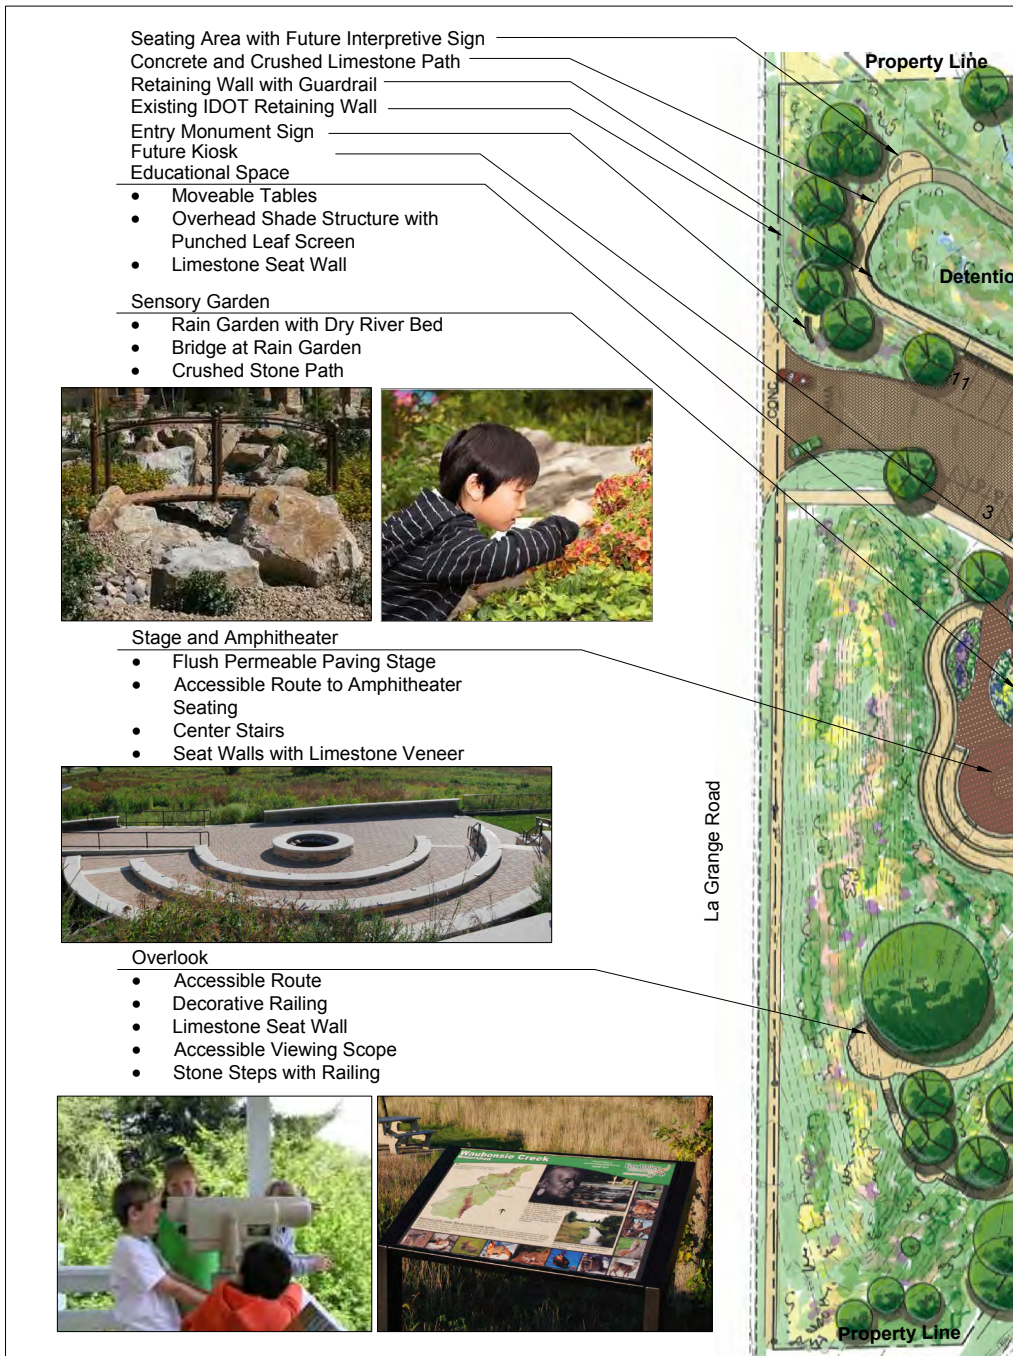 Seating Area with Future Interpretive Sign
Concrete and Crushed Limestone Path
Retaining Wall with Guardrail
Existing IDOT Retaining Wall
Entry Monument Sign
Future Kiosk
Educational Space
• Moveable Tables
• Overhead Shade Structure with
Punched Leaf Screen
• Limestone Seat Wall
Sensory Garden
• Rain Garden with Dry River Bed
• Bridge at Rain Garden
• Crushed Stone Path
Stage and Amphitheater
• Flush Permeable Paving Stage
• Accessible Route to Amphitheater
Seating
• Center Stairs
• Seat Walls with Limestone Veneer
Overlook
• Accessible Route
• Decorative Railing
• Limestone Seat Wall
• Accessible Viewing Scope
• Stone Steps with Railing
Waubonsie Creek
Watershed
La Grange Road
Property Line
Detentio
11
CONC
3
Property Line